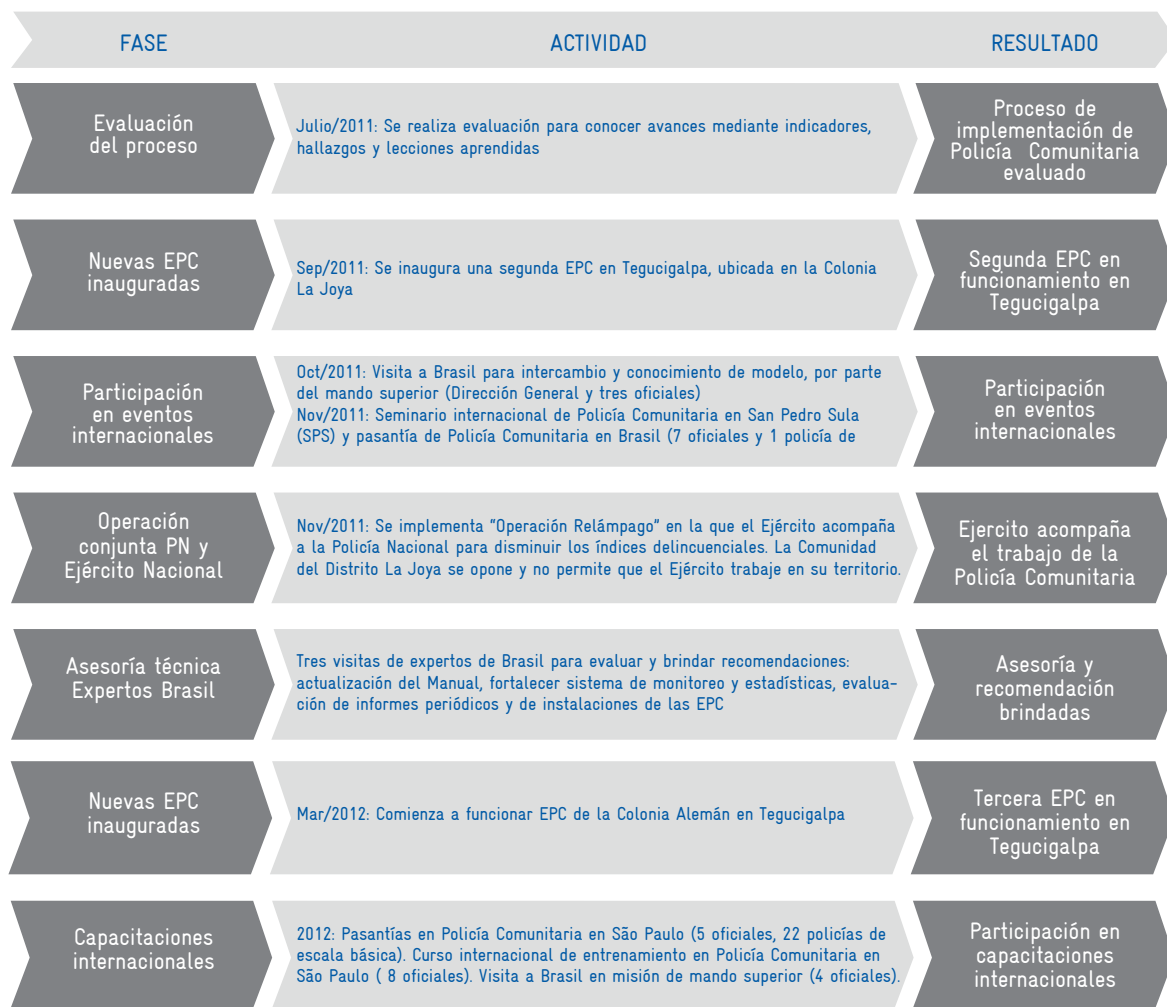 FASE
ACTIVIDAD
RESULTADO
Evaluación
del proceso
Julio/2011: Se realiza evaluación para conocer avances mediante indicadores,
hallazgos y lecciones aprendidas
Proceso de
implementación de
Policía Comunitaria
evaluado
Nuevas EPC
inauguradas
Sep/2011: Se inaugura una segunda EPC en Tegucigalpa, ubicada en la Colonia
La Joya
Segunda EPC en
funcionamiento en
Tegucigalpa
Participación
en eventos
internacionales
Oct/2011: Visita a Brasil para intercambio y conocimiento de modelo, por parte
del mando superior (Dirección General y tres oficiales)
Nov/2011: Seminario internacional de Policía Comunitaria en San Pedro Sula
(SPS) y pasantía de Policía Comunitaria en Brasil (7 oficiales y 1 policía de
Participación
en eventos
internacionales
Operación
conjunta PN y
Ejército Nacional
Nov/2011: Se implementa “Operación Relámpago” en la que el Ejército acompaña
a la Policía Nacional para disminuir los índices delincuenciales. La Comunidad
del Distrito La Joya se opone y no permite que el Ejército trabaje en su territorio.
Ejercito acompaña
el trabajo de la
Policía Comunitaria
Asesoría técnica
Expertos Brasil
Tres visitas de expertos de Brasil para evaluar y brindar recomendaciones:
actualización del Manual, fortalecer sistema de monitoreo y estadísticas, evalua-
ción de informes periódicos y de instalaciones de las EPC
Asesoría y
recomendación
brindadas
Nuevas EPC
inauguradas
Mar/2012: Comienza a funcionar EPC de la Colonia Alemán en Tegucigalpa
Tercera EPC en
funcionamiento en
Tegucigalpa
Capacitaciones
internacionales
2012: Pasantías en Policía Comunitaria en São Paulo (5 oficiales, 22 policías de
escala básica). Curso internacional de entrenamiento en Policía Comunitaria en
São Paulo ( 8 oficiales). Visita a Brasil en misión de mando superior (4 oficiales).
Participación en
capacitaciones
internacionales